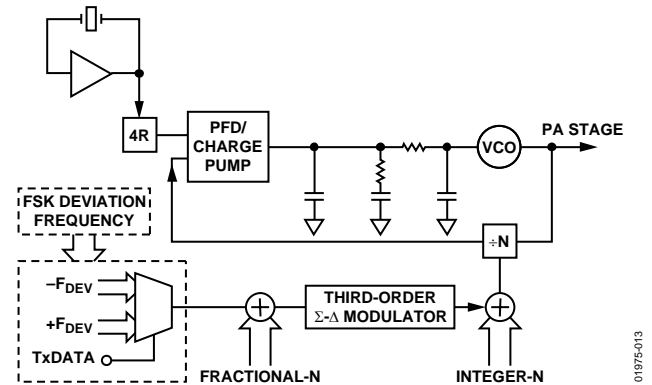 4R
PFD/
CHARGE
PUMP
VCO
PA STAGE
FSK DEVIATION
FREQUENCY
÷N
–FDEV
+FDEV
TxDATA
THIRD-ORDER
Σ-Δ MODULATOR
FRACTIONAL-N
INTEGER-N
01975-013